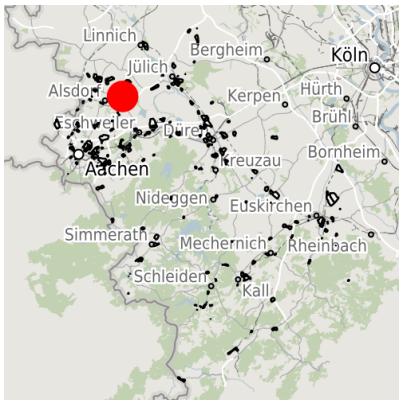 Linnich
Bergheim
Köln
Jülich
Alsdorf
Kerpen
Hürth
Brühl
Eschweiler
Düren
Kreuzau
Bornheim
Aachen
Nideggen
Euskirchen
Simmerath
Mechernich
Rheinbach
Schleiden
Kall